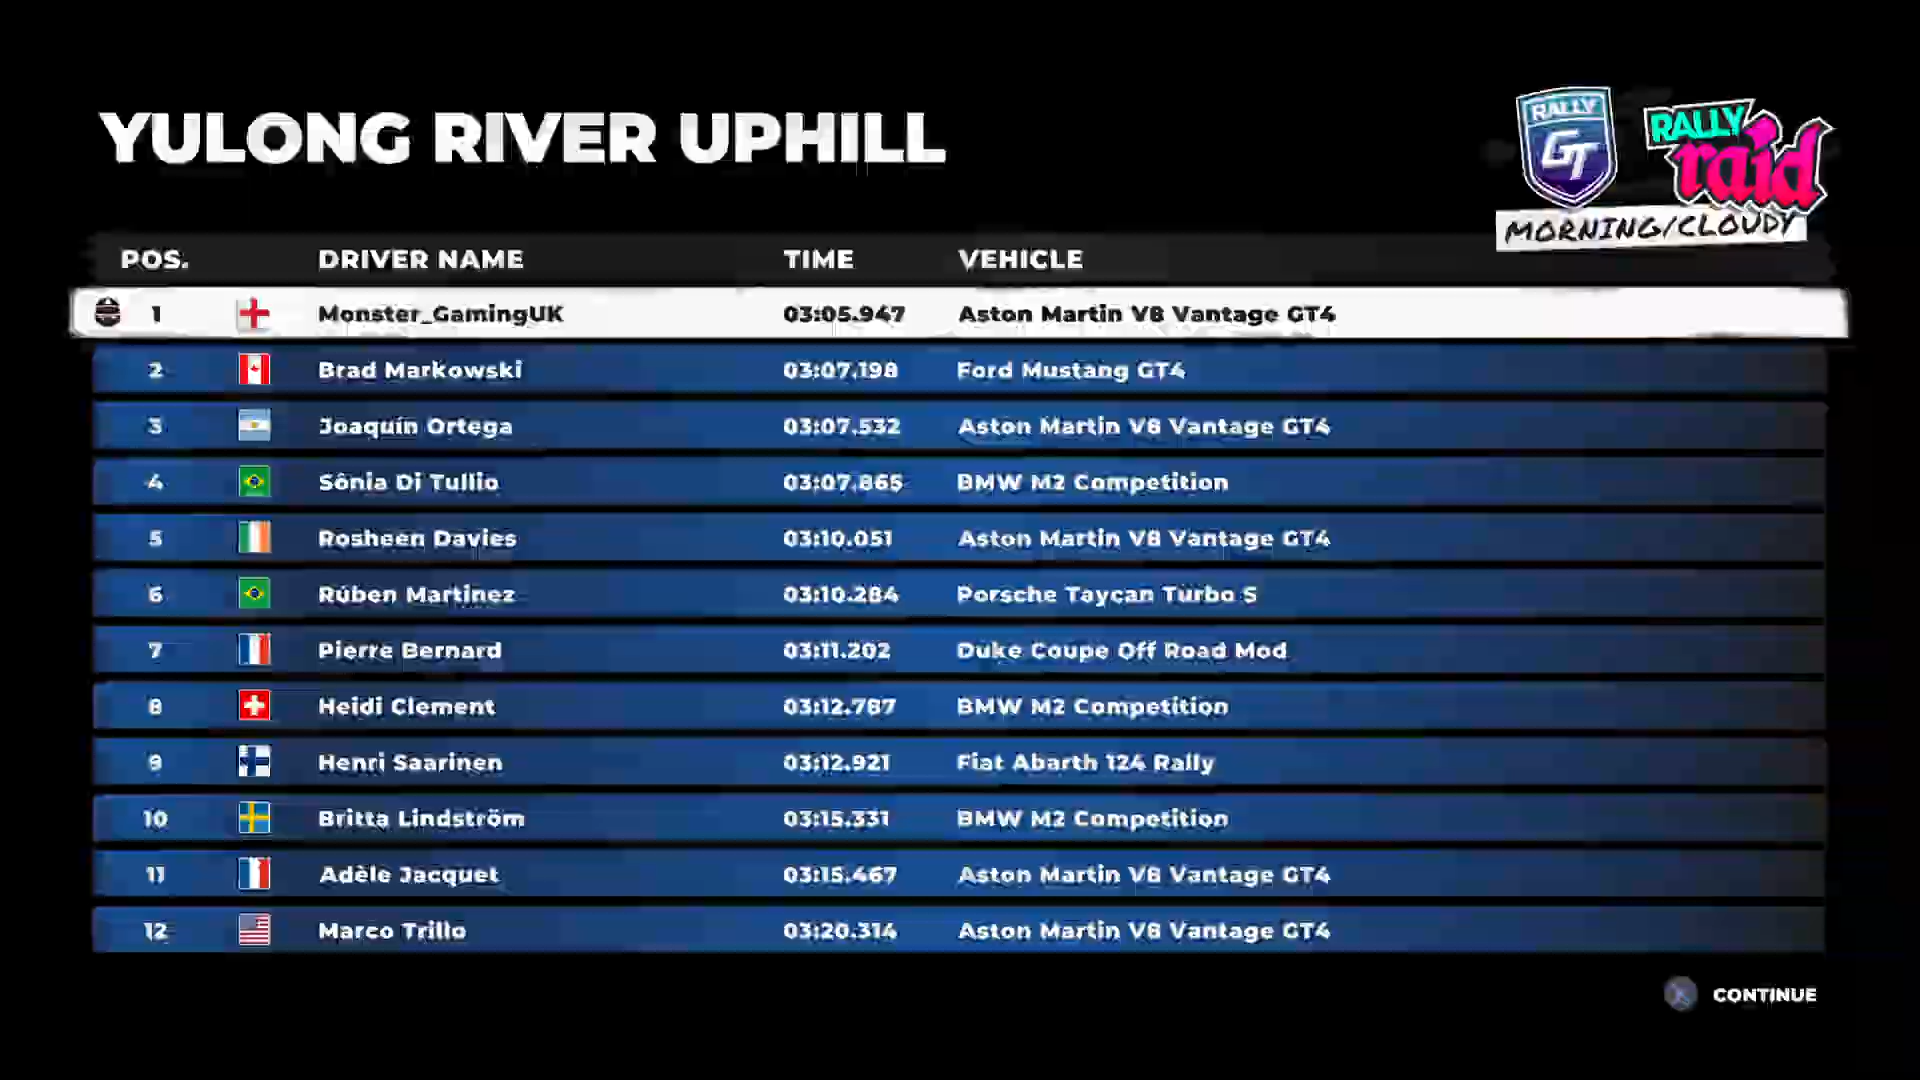 YULONG RIVER UPHILL
RALLY GT
RALLY raid
MORNING/CLOUDY
POS. DRIVER NAME TIME VEHICLE
1 Monster_GamingUK 03:05.947 Aston Martin V8 Vantage GT4
2 Brad Markowski 03:07.198 Ford Mustang GT4
3 Joaquín Ortega 03:07.532 Aston Martin V8 Vantage GT4
4 Sônia Di Tullio 03:07.865 BMW M2 Competition
5 Rosheen Davies 03:10.051 Aston Martin V8 Vantage GT4
6 Rúben Martinez 03:10.284 Porsche Taycan Turbo S
7 Pierre Bernard 03:11.202 Duke Coupe Off Road Mod
8 Heidi Clement 03:12.787 BMW M2 Competition
9 Henri Saarinen 03:12.921 Fiat Abarth 124 Rally
10 Britta Lindström 03:15.331 BMW M2 Competition
11 Adèle Jacquet 03:15.467 Aston Martin V8 Vantage GT4
12 Marco Trillo 03:20.314 Aston Martin V8 Vantage GT4
CONTINUE